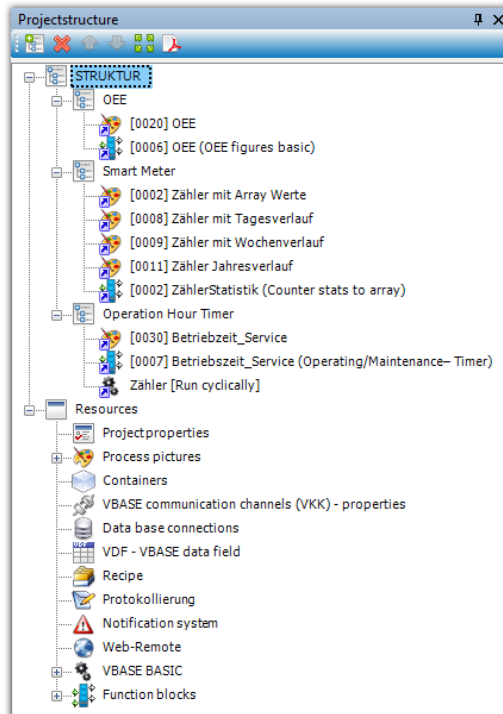 Projectstructure
STRUKTUR
OEE
[0020] OEE
[0006] OEE (OEE figures basic)
Smart Meter
[0002] Zähler mit Array Werte
[0008] Zähler mit Tagesverlauf
[0009] Zähler mit Wochenverlauf
[0011] Zähler Jahresverlauf
[0002] ZählerStatistik (Counter stats to array)
Operation Hour Timer
[0030] Betriebzeit_Service
[0007] Betriebszeit_Service (Operating/Maintenance– Timer)
Zähler [Run cyclically]
Resources
Projectproperties
Process pictures
Containers
VBASE communication channels (VKK) - properties
Data base connections
VDF - VBASE data field
Recipe
Protokollierung
Notification system
Web-Remote
VBASE BASIC
Function blocks